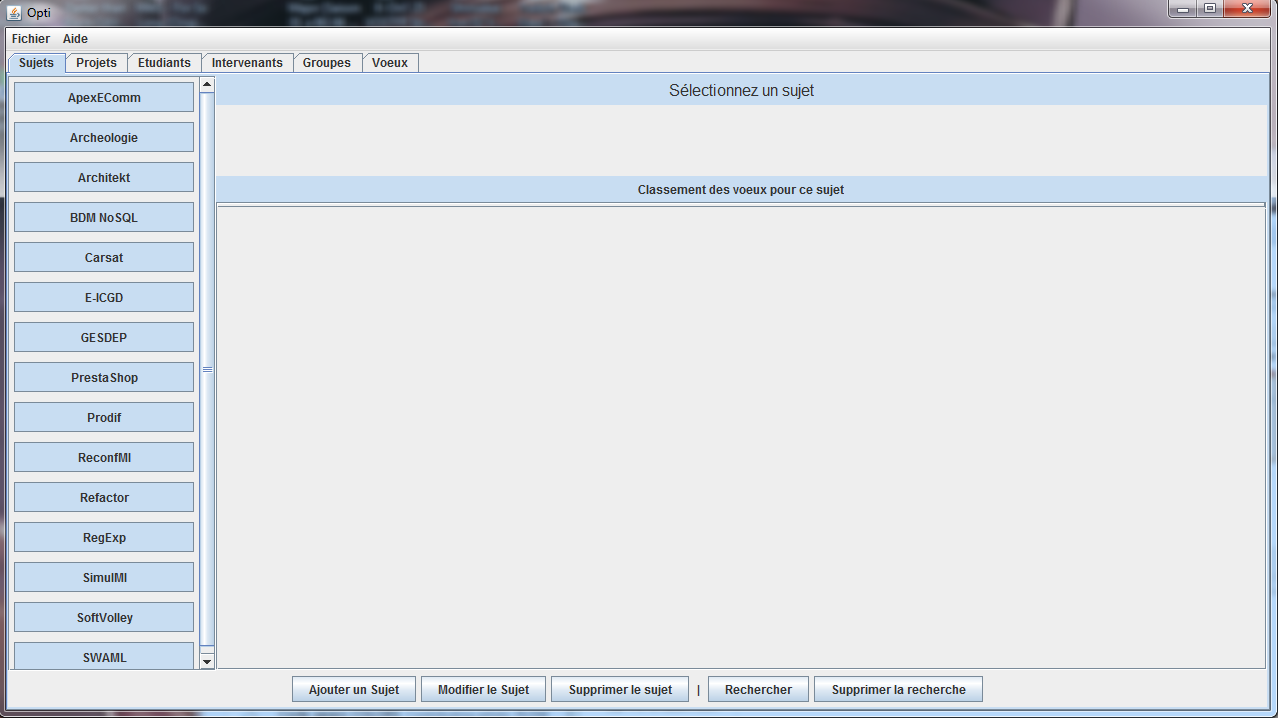 Opti
Fichier Aide
Sujets Projets Etudiants Intervenants Groupes Voeux
ApexEComm
Archeologie
Architekt
BDM NoSQL
Carsat
E-ICGD
GESDEP
PrestaShop
Prodif
ReconfMI
Refactor
RegExp
SimulMI
SoftVolley
SWAML
Sélectionnez un sujet
Classement des voeux pour ce sujet
Ajouter un Sujet Modifier le Sujet Supprimer le sujet | Rechercher Supprimer la recherche